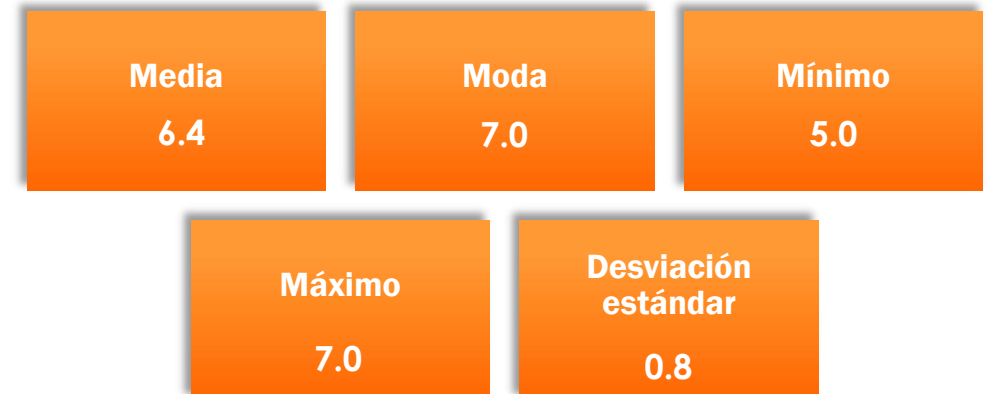 Media
6.4
Moda
7.0
Mínimo
5.0
Máximo
7.0
Desviación
estándar
0.8